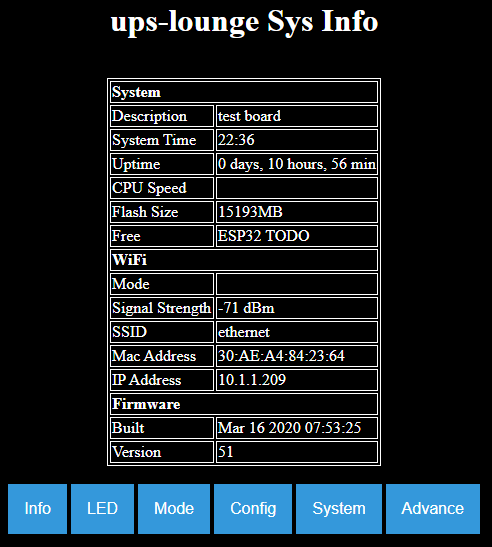 ups-lounge Sys Info
System
Description test board
System Time 22:36
Uptime 0 days, 10 hours, 56 min
CPU Speed
Flash Size 15193MB
Free ESP32 TODO
WiFi
Mode
Signal Strength -71 dBm
SSID ethernet
Mac Address 30:AE:A4:84:23:64
IP Address 10.1.1.209
Firmware
Built Mar 16 2020 07:53:25
Version 51
Info LED Mode Config System Advance